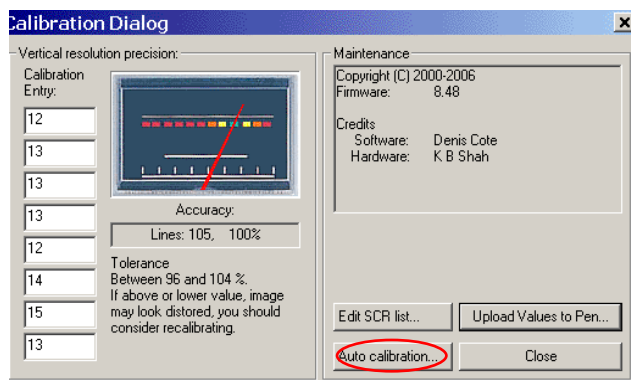 Calibration Dialog
Vertical resolution precision:
Calibration
Entry:
12
13
13
13
12
14
15
13
Accuracy:
Lines: 105, 100%
Tolerance
Between 96 and 104 %.
If above or lower value, image
may look distored, you should
consider recalibrating.
Maintenance
Copyright (C) 2000-2006
Firmware: 8.48
Credits
Software: Denis Cote
Hardware: K B Shah
Edit SCR list...
Upload Values to Pen...
Auto calibration...
Close